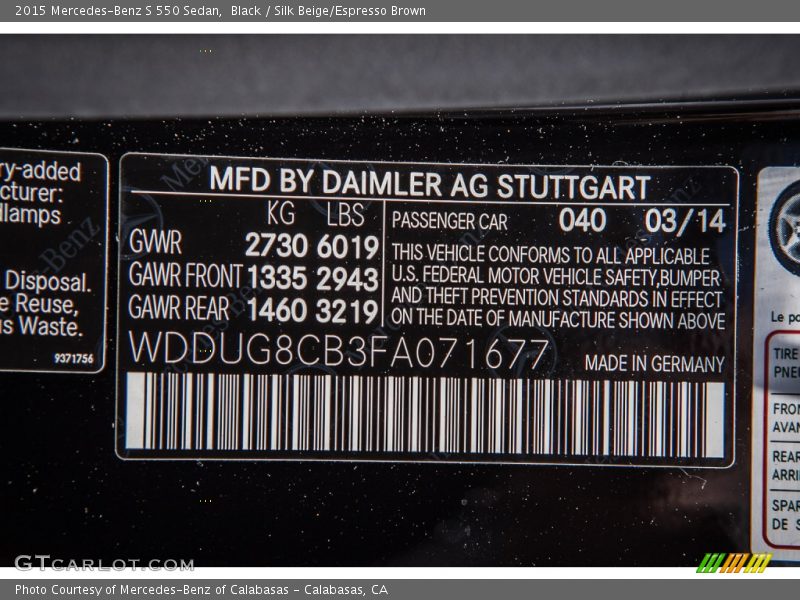 2015 Mercedes-Benz S 550 Sedan,  Black / Silk Beige/Espresso Brown
ry-added
cturer:
llamps
Disposal.
e Reuse,
is Waste.
9371756
MFD BY DAIMLER AG STUTTGART
KG LBS
GVWR 2730 6019
GAWR FRONT 1335 2943
GAWR REAR 1460 3219
PASSENGER CAR 040 03/14
THIS VEHICLE CONFORMS TO ALL APPLICABLE
U.S. FEDERAL MOTOR VEHICLE SAFETY,BUMPER
AND THEFT PREVENTION STANDARDS IN EFFECT
ON THE DATE OF MANUFACTURE SHOWN ABOVE
WDDUG8CB3FA071677
MADE IN GERMANY
Le po
TIRE
PNEU
FRON
AVAN
REAR
ARRI
SPAR
DE S
GTCARLOT.COM
Photo Courtesy of Mercedes-Benz of Calabasas - Calabasas, CA